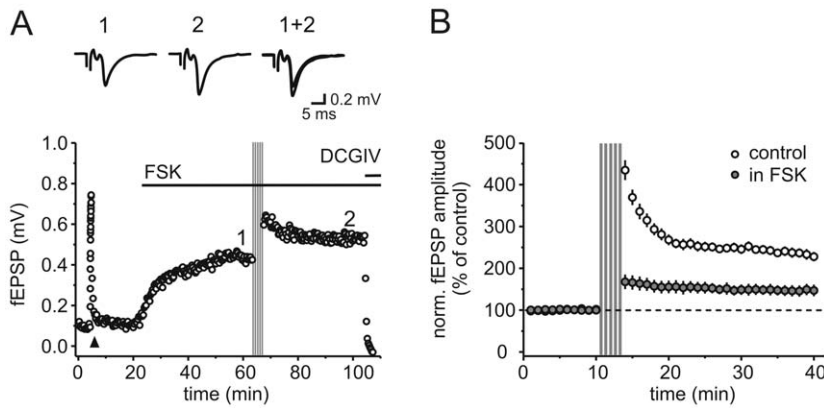 A
1 2 1+2
0.2 mV
5 ms
fEPSP (mV)
1.0
0.8
0.6
0.4
0.2
0.0
FSK
DCGIV
1
2
0 20 40 60 80 100
time (min)
B
norm. fEPSP amplitude
(% of control)
500
400
300
200
100
0
control
in FSK
0 10 20 30 40
time (min)